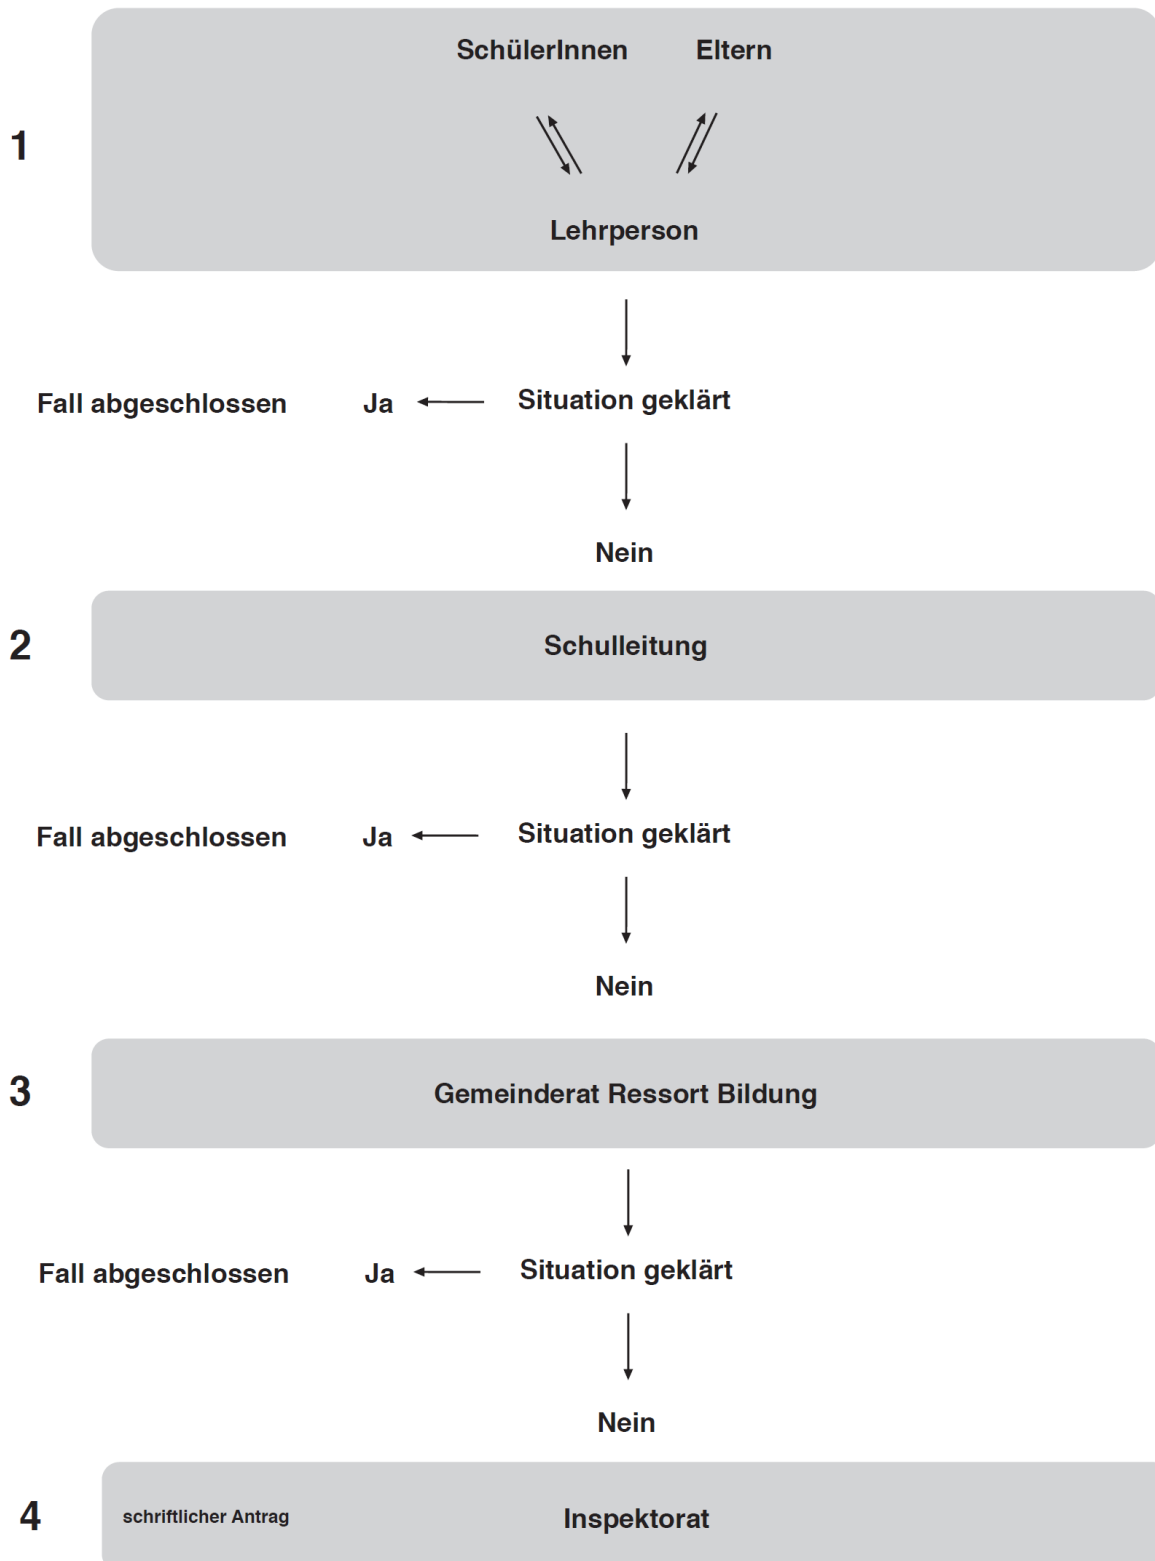 SchülerInnen Eltern
1
Lehrperson
Fall abgeschlossen Ja Situation geklärt
Nein
2 Schulleitung
Fall abgeschlossen Ja Situation geklärt
Nein
3 Gemeinderat Ressort Bildung
Fall abgeschlossen Ja Situation geklärt
Nein
4 schriftlicher Antrag Inspektorat